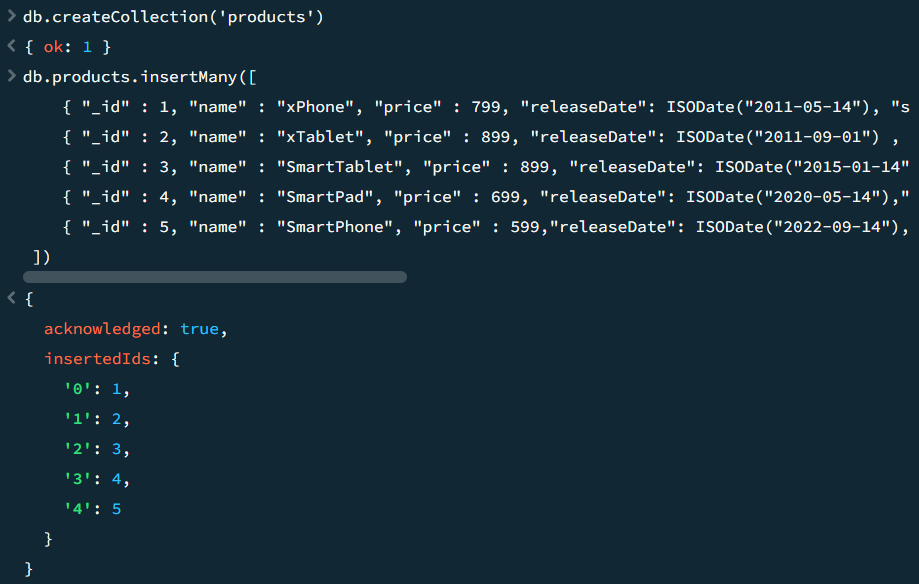 > db.createCollection('products')
< { ok: 1 }
> db.products.insertMany([
{ "_id" : 1, "name" : "xPhone", "price" : 799, "releaseDate": ISODate("2011-05-14"), "s
{ "_id" : 2, "name" : "xTablet", "price" : 899, "releaseDate": ISODate("2011-09-01") ,
{ "_id" : 3, "name" : "SmartTablet", "price" : 899, "releaseDate": ISODate("2015-01-14"
{ "_id" : 4, "name" : "SmartPad", "price" : 699, "releaseDate": ISODate("2020-05-14"),"
{ "_id" : 5, "name" : "SmartPhone", "price" : 599,"releaseDate": ISODate("2022-09-14"),
])
< {
acknowledged: true,
insertedIds: {
'0': 1,
'1': 2,
'2': 3,
'3': 4,
'4': 5
}
}